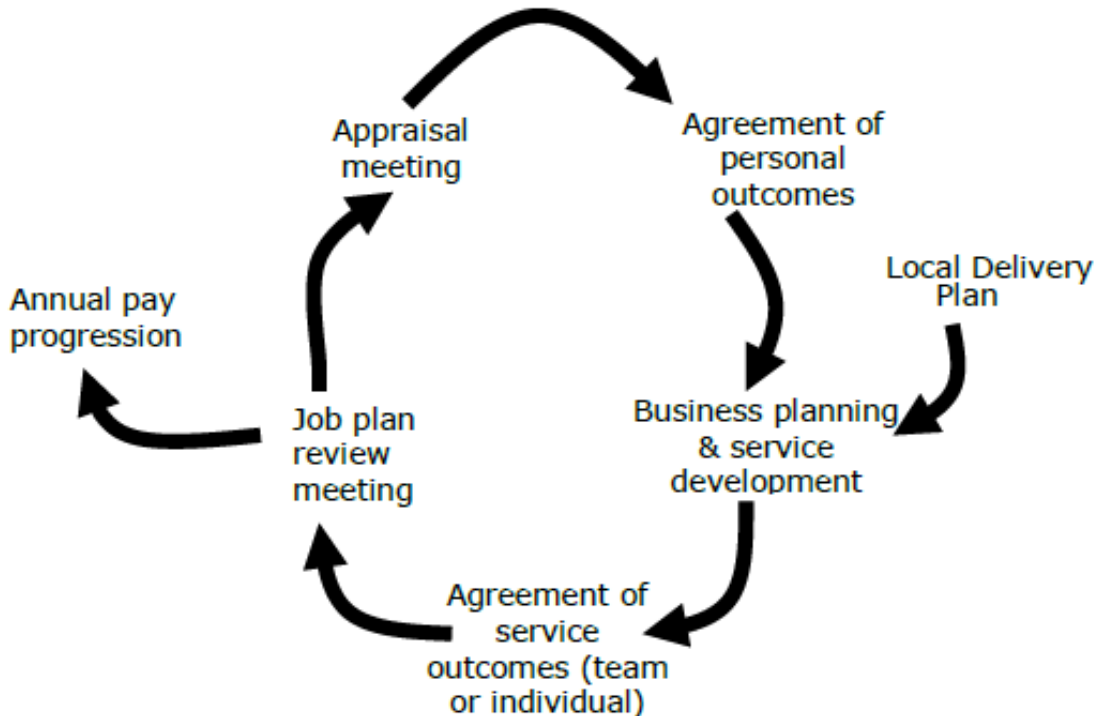 Appraisal
meeting
Agreement of
personal
outcomes
Local Delivery
Plan
Business planning
& service
development
Agreement of
service
outcomes (team
or individual)
Job plan
review
meeting
Annual pay
progression